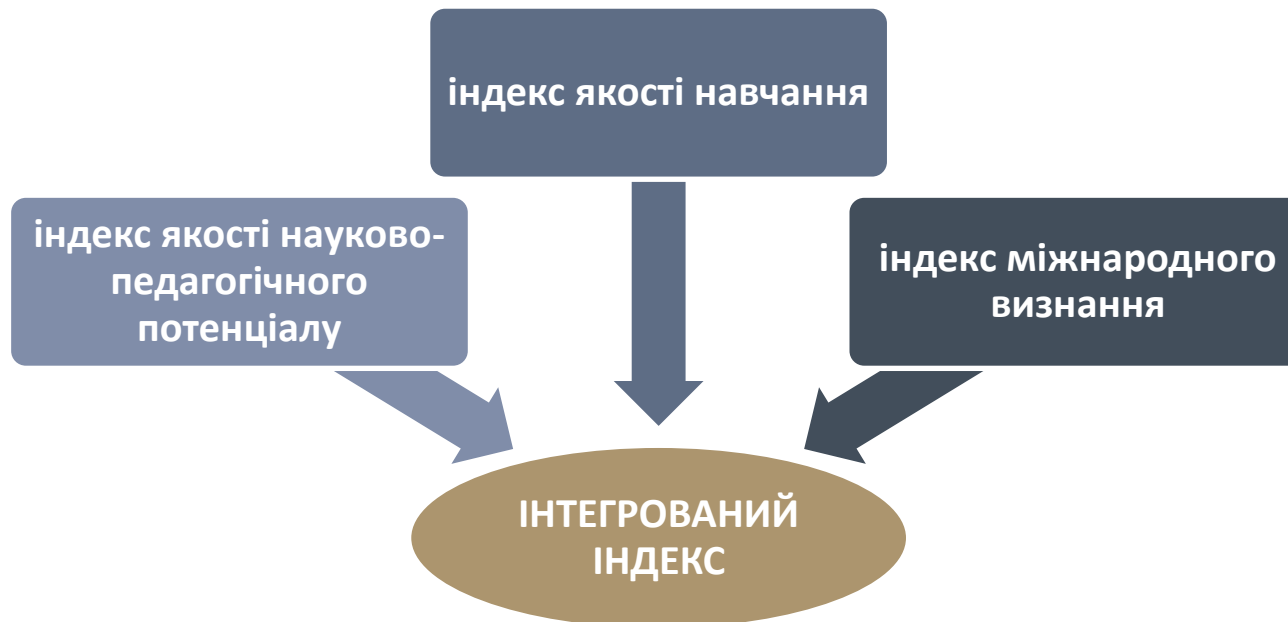 індекс якості навчання
індекс якості науково-
педагогічного
потенціалу
індекс міжнародного
визнання
ІНТЕГРОВАНИЙ
ІНДЕКС